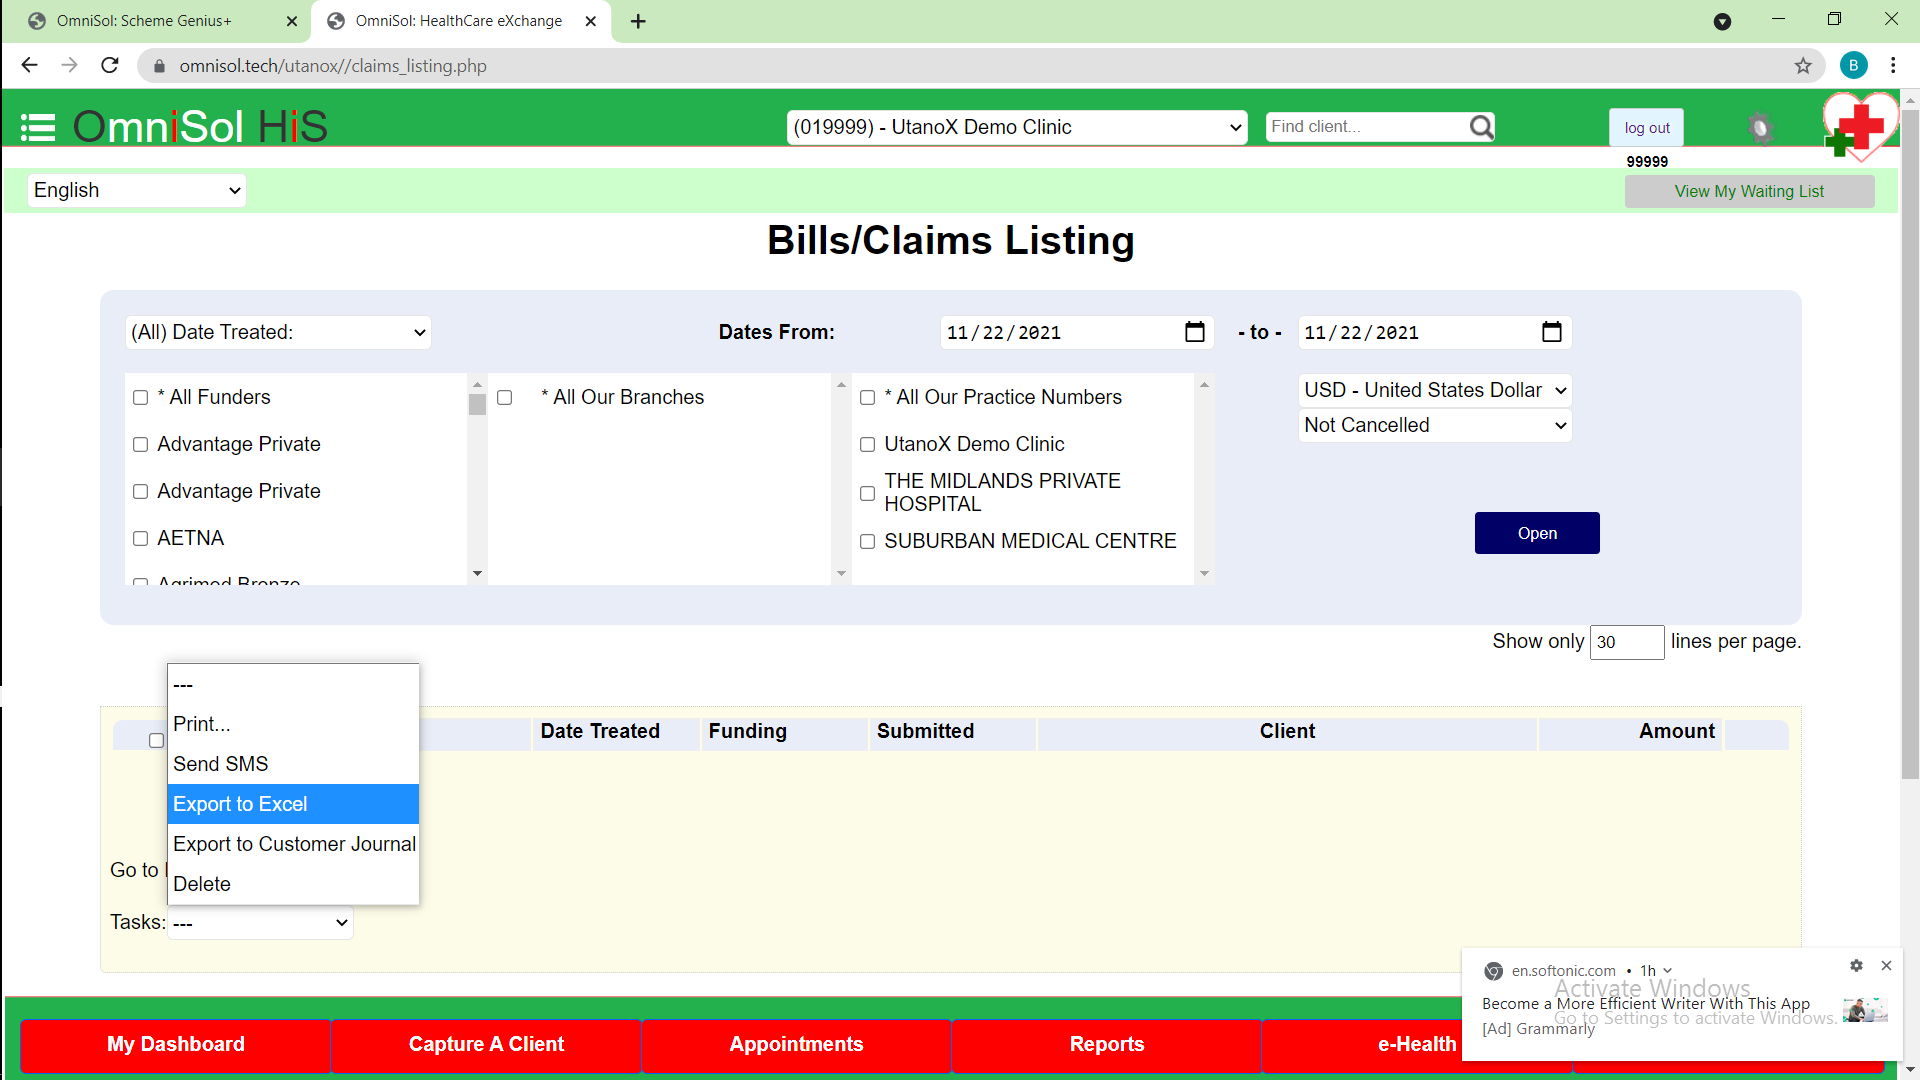 OmniSol: Scheme Genius+
OmniSol: HealthCare eXchange
omnisol.tech/utanox//claims_listing.php
B
OmniSol HiS
(019999) - UtanoX Demo Clinic
Find client...
log out
99999
English
View My Waiting List
Bills/Claims Listing
(All) Date Treated:
Dates From:
11/22/2021
- to -
11/22/2021
* All Funders
* All Our Branches
* All Our Practice Numbers
USD - United States Dollar
Not Cancelled
Advantage Private
UtanoX Demo Clinic
Advantage Private
THE MIDLANDS PRIVATE
HOSPITAL
AETNA
SUBURBAN MEDICAL CENTRE
Open
Agrimed Bronze
Show only 30 lines per page.
---
Print...
Send SMS
Export to Excel
Export to Customer Journal
Delete
Date Treated
Funding
Submitted
Client
Amount
Go to
Tasks: ---
en.softonic.com • 1h
Activate Windows
Become a More Efficient Writer With This App
Go to Settings to activate Windows.
[Ad] Grammarly
My Dashboard
Capture A Client
Appointments
Reports
e-Health